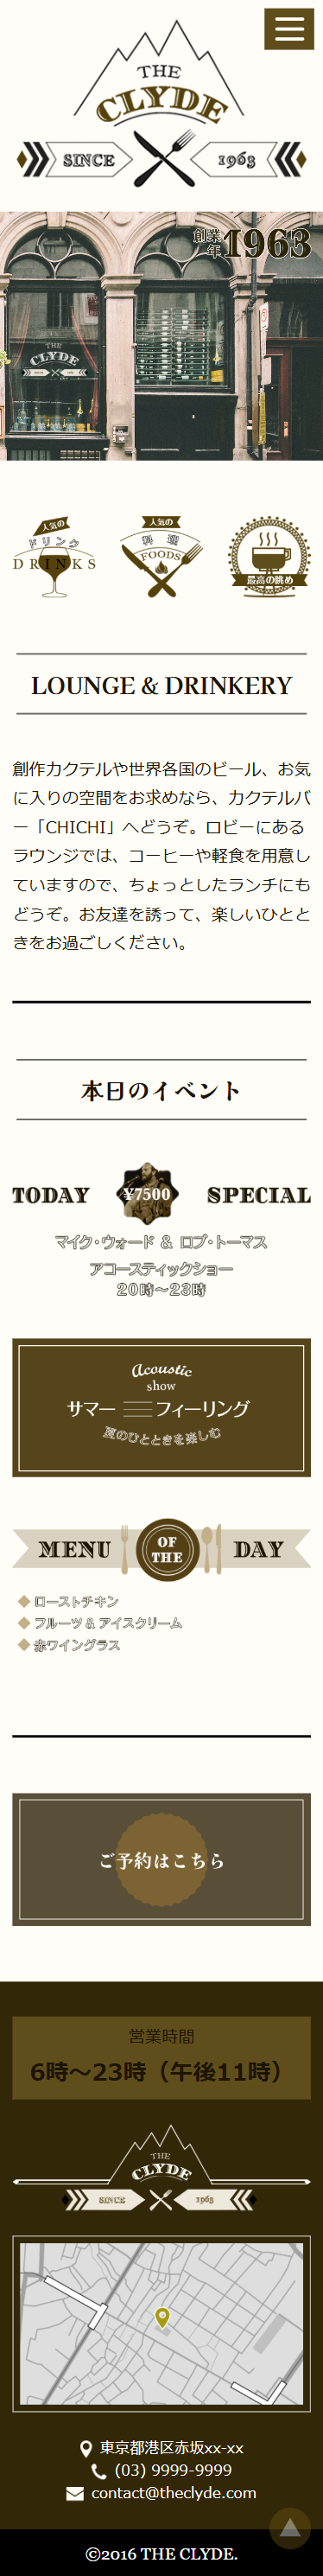 THE
CLYDE
SINCE 1963
創業年 1963
THE
CLYDE
人気の
ドリンク
DRINKS
人気の
料理
FOODS
最高の眺め
LOUNGE & DRINKERY
創作カクテルや世界各国のビール、お気
に入りの空間をお求めなら、カクテルバ
ー「CHICHI」へどうぞ。ロビーにある
ラウンジでは、コーヒーや軽食を用意し
ていますので、ちょっとしたランチにも
どうぞ。お友達を誘って、楽しいひとと
きをお過ごしください。
本日のイベント
TODAY ¥7500 SPECIAL
マイク・ウォード & ロブ・トーマス
アコースティックショー
20時〜23時
Acoustic
show
サマー フィーリング
夏のひとときを楽しむ
MENU OF THE DAY
ローストチキン
フルーツ & アイスクリーム
赤ワイングラス
ご予約はこちら
営業時間
6時〜23時（午後11時）
THE
CLYDE
SINCE 1963
東京都港区赤坂xx-xx
(03) 9999-9999
contact@theclyde.com
©2016 THE CLYDE.